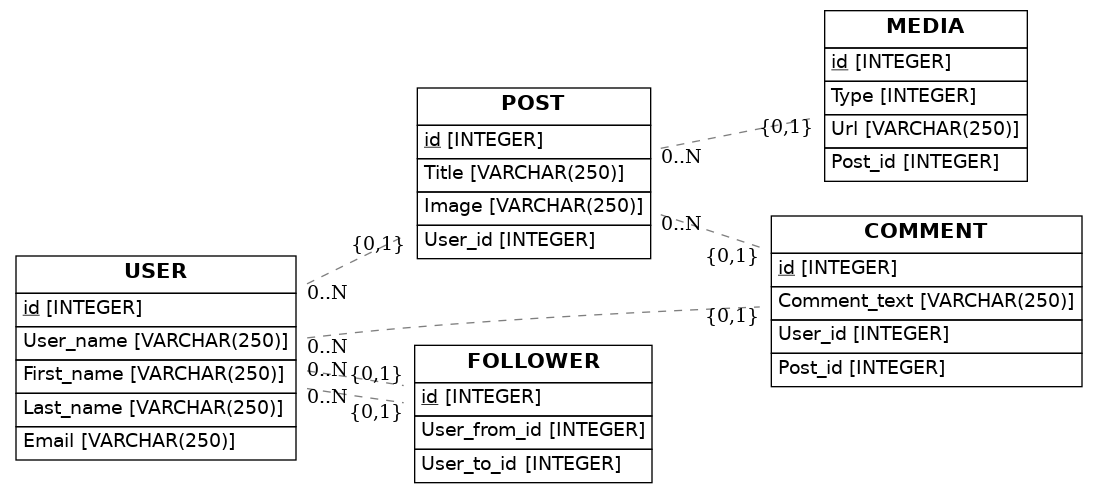 MEDIA
id [INTEGER]
Type [INTEGER]
Url [VARCHAR(250)]
Post_id [INTEGER]
POST
id [INTEGER]
Title [VARCHAR(250)]
Image [VARCHAR(250)]
User_id [INTEGER]
{0,1}
0..N
COMMENT
id [INTEGER]
Comment_text [VARCHAR(250)]
User_id [INTEGER]
Post_id [INTEGER]
0..N
{0,1}
USER
id [INTEGER]
User_name [VARCHAR(250)]
First_name [VARCHAR(250)]
Last_name [VARCHAR(250)]
Email [VARCHAR(250)]
{0,1}
0..N
{0,1}
0..N
0..N
{0,1}
0..N
{0,1}
FOLLOWER
id [INTEGER]
User_from_id [INTEGER]
User_to_id [INTEGER]